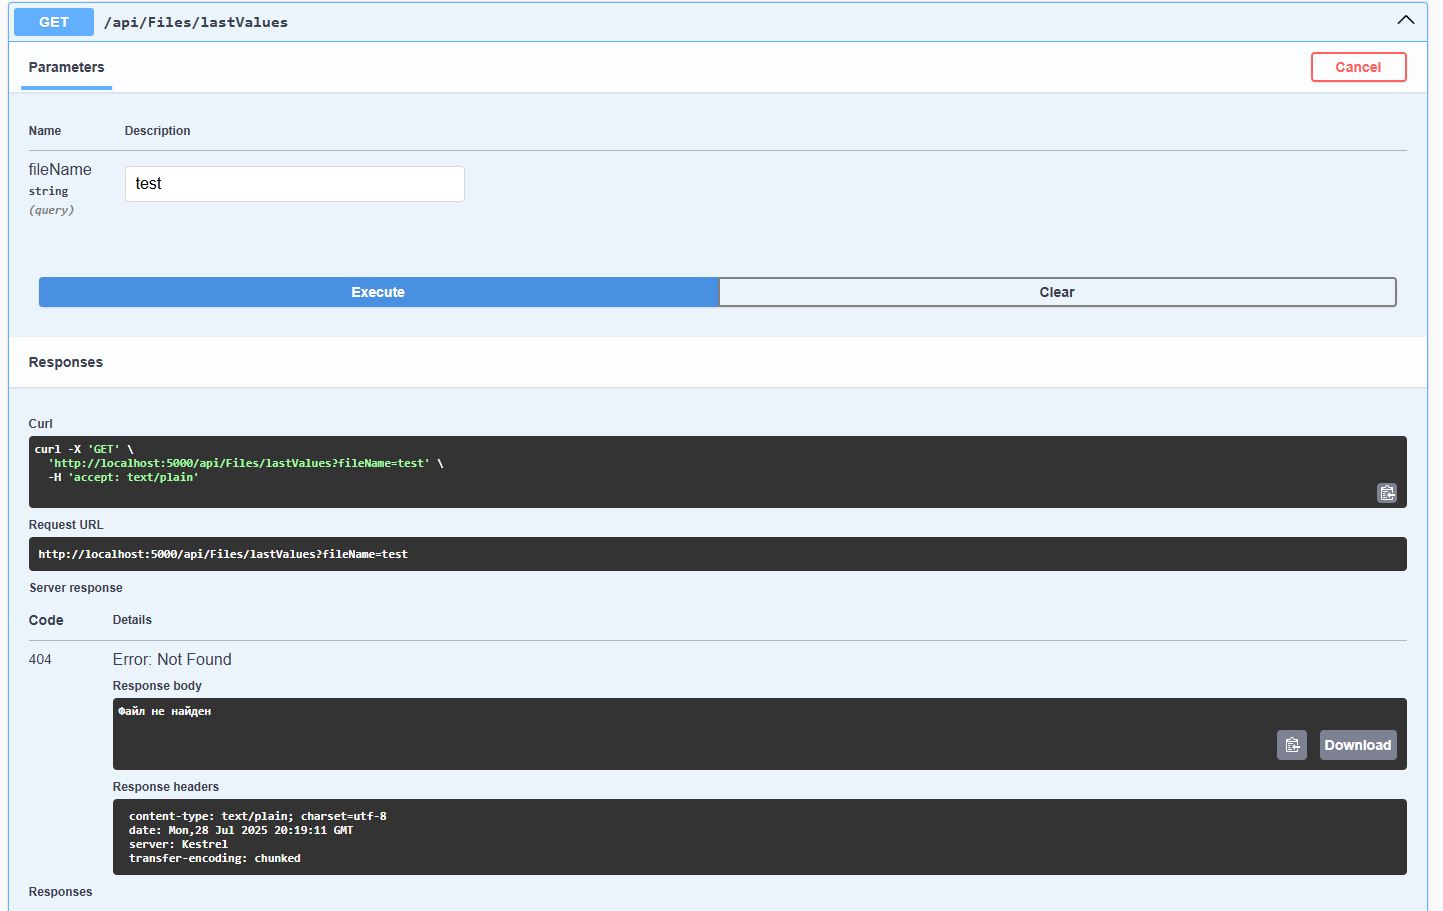 GET /api/Files/lastValues
Parameters
Cancel
Name Description
fileName
string
(query)
test
Execute Clear
Responses
Curl
curl -X 'GET' \
'http://localhost:5000/api/Files/lastValues?fileName=test' \
-H 'accept: text/plain'
Request URL
http://localhost:5000/api/Files/lastValues?fileName=test
Server response
Code Details
404 Error: Not Found
Response body
Файл не найден
Download
Response headers
content-type: text/plain; charset=utf-8
date: Mon,28 Jul 2025 20:19:11 GMT
server: Kestrel
transfer-encoding: chunked
Responses